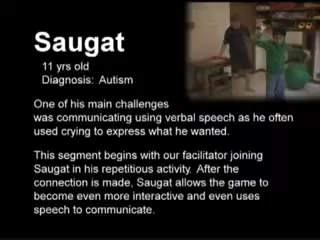 Saugat
11 yrs old
Diagnosis: Autism
One of his main challenges
was communicating using verbal speech as he often
used crying to express what he wanted.
This segment begins with our facilitator joining
Saugat in his repetitious activity. After the
connection is made, Saugat allows the game to
become even more interactive and even uses
speech to communicate.